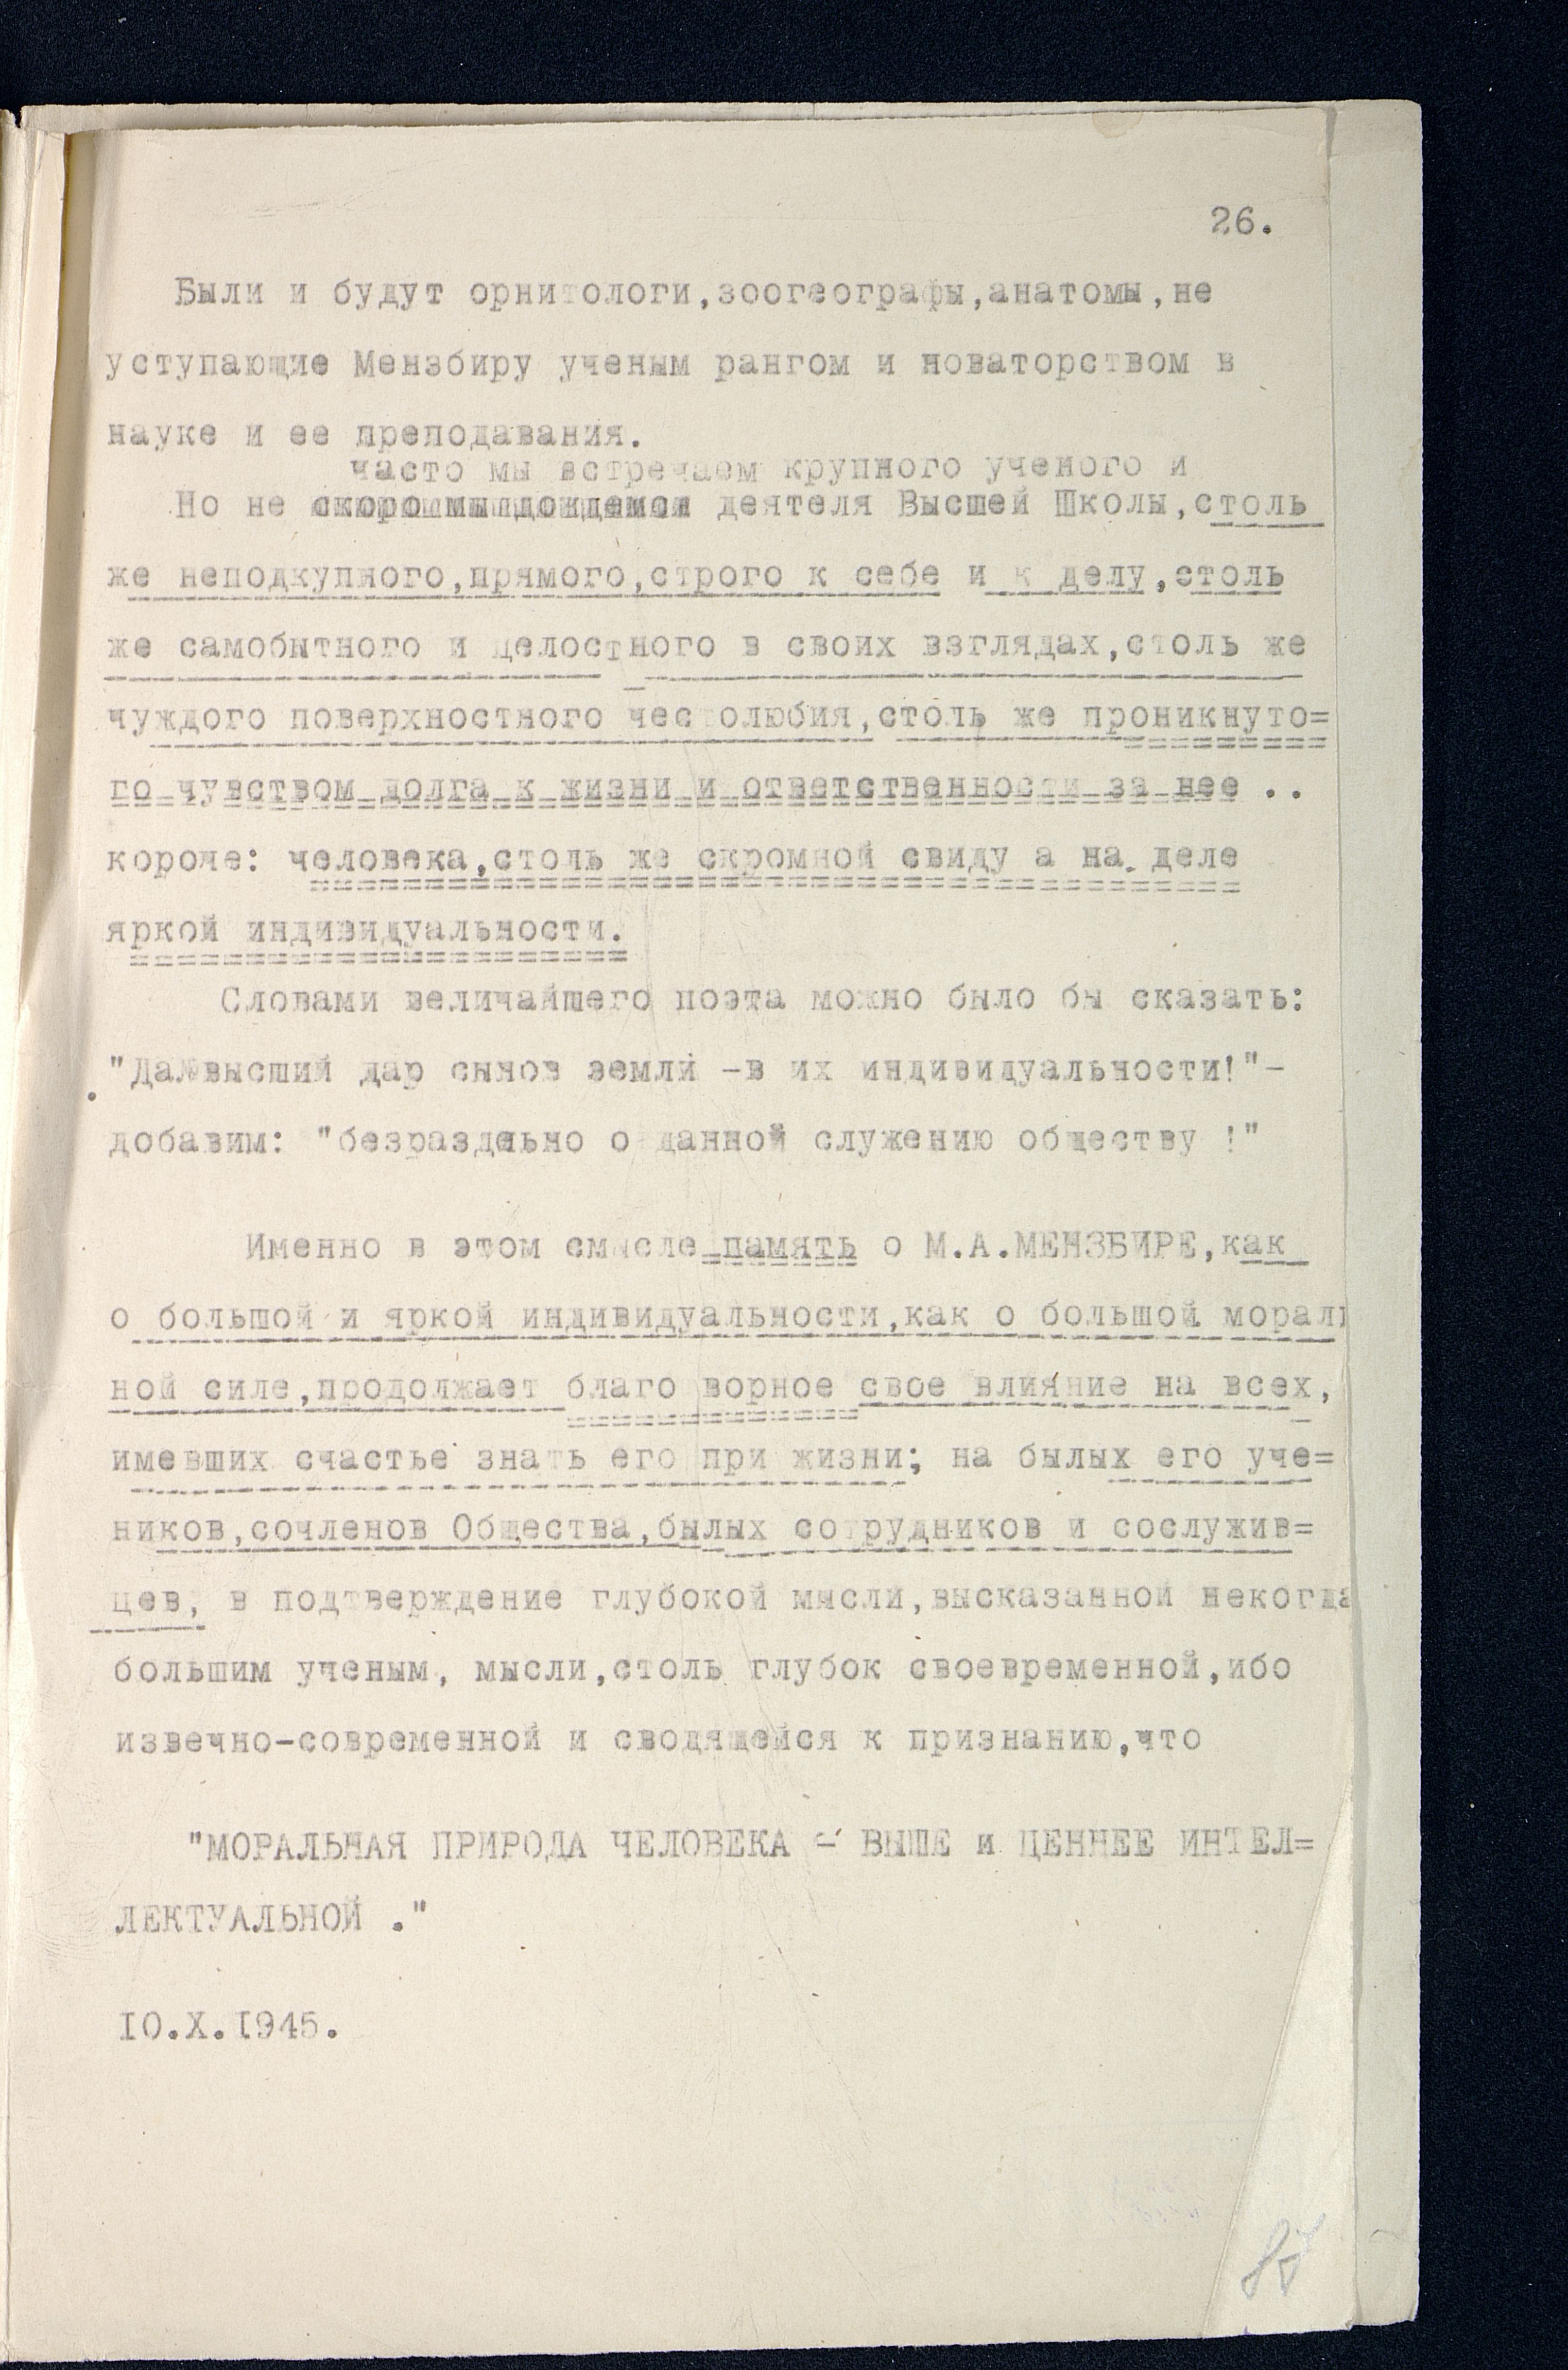 26.
Были и будут орнитологи,зоогеографы,анатомы,не
уступающие Мензбиру ученым рангом и новаторством в
науке и ее преподавания.
часто мы встречаем крупного ученого и
Но не деятеля Высшей Школы,столь
же неподкупного,прямого,строго к себе и к делу,столь
же самобытного и целостного в своих взглядах,столь же
чуждого поверхностного честолюбия,столь же проникнуто=
го чувством долга к жизни и ответственности за нее ..
короче: человека,столь же скромной свиду а на деле
яркой индивидуальности.
Словами величайшего поэта можно было бы сказать:
высший дар сынов земли -в их индивидуальности!"-
добавим: "безраздельно отданной служению обществу !"
Именно в этом смысле память о М.А.МЕНЗБИРЕ,как
о большой и яркой индивидуальности,как о большой мораль
ной силе,продолжает благотворное свое влияние на всех,
имевших счастье знать его при жизни; на былых его уче=
ников,сочленов Общества,былых сотрудников и сослужив=
цев, в подтверждение глубокой мысли,высказанной некогда
большим ученым, мысли,столь глубок своевременной,ибо
извечно-современной и сводящейся к признанию,что
"МОРАЛЬНАЯ ПРИРОДА ЧЕЛОВЕКА - ВЫШЕ и ЦЕННЕЕ ИНТЕЛ=
ЛЕКТУАЛЬНОЙ ."
10.X.1945.